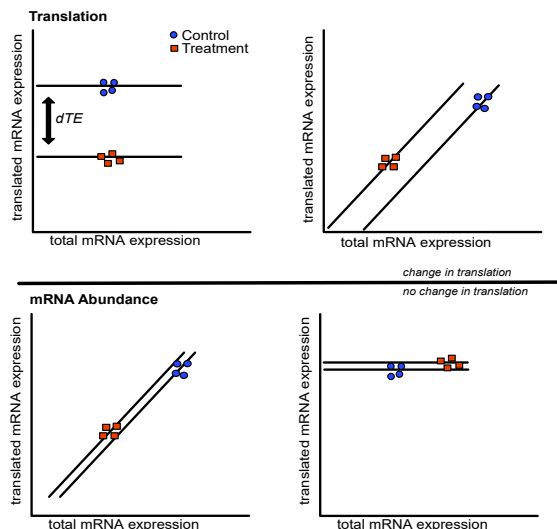 Translation
Control
Treatment
translated mRNA expression
dTE
total mRNA expression
translated mRNA expression
total mRNA expression
change in translation
no change in translation
mRNA Abundance
translated mRNA expression
total mRNA expression
translated mRNA expression
total mRNA expression